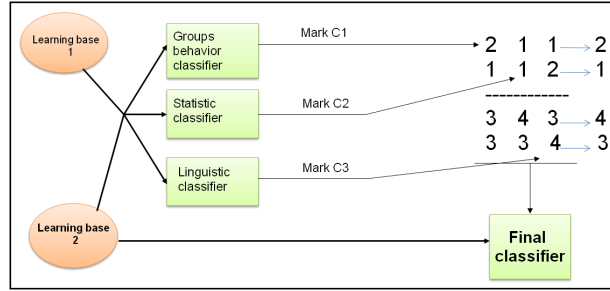 Learning base
1
Groups
behavior
classifier
Mark C1
2 1 1 2
1 1 2 1
------------
Statistic
classifier
Mark C2
3 4 3 4
3 3 4 3
Linguistic
classifier
Mark C3
Learning base
2
Final
classifier